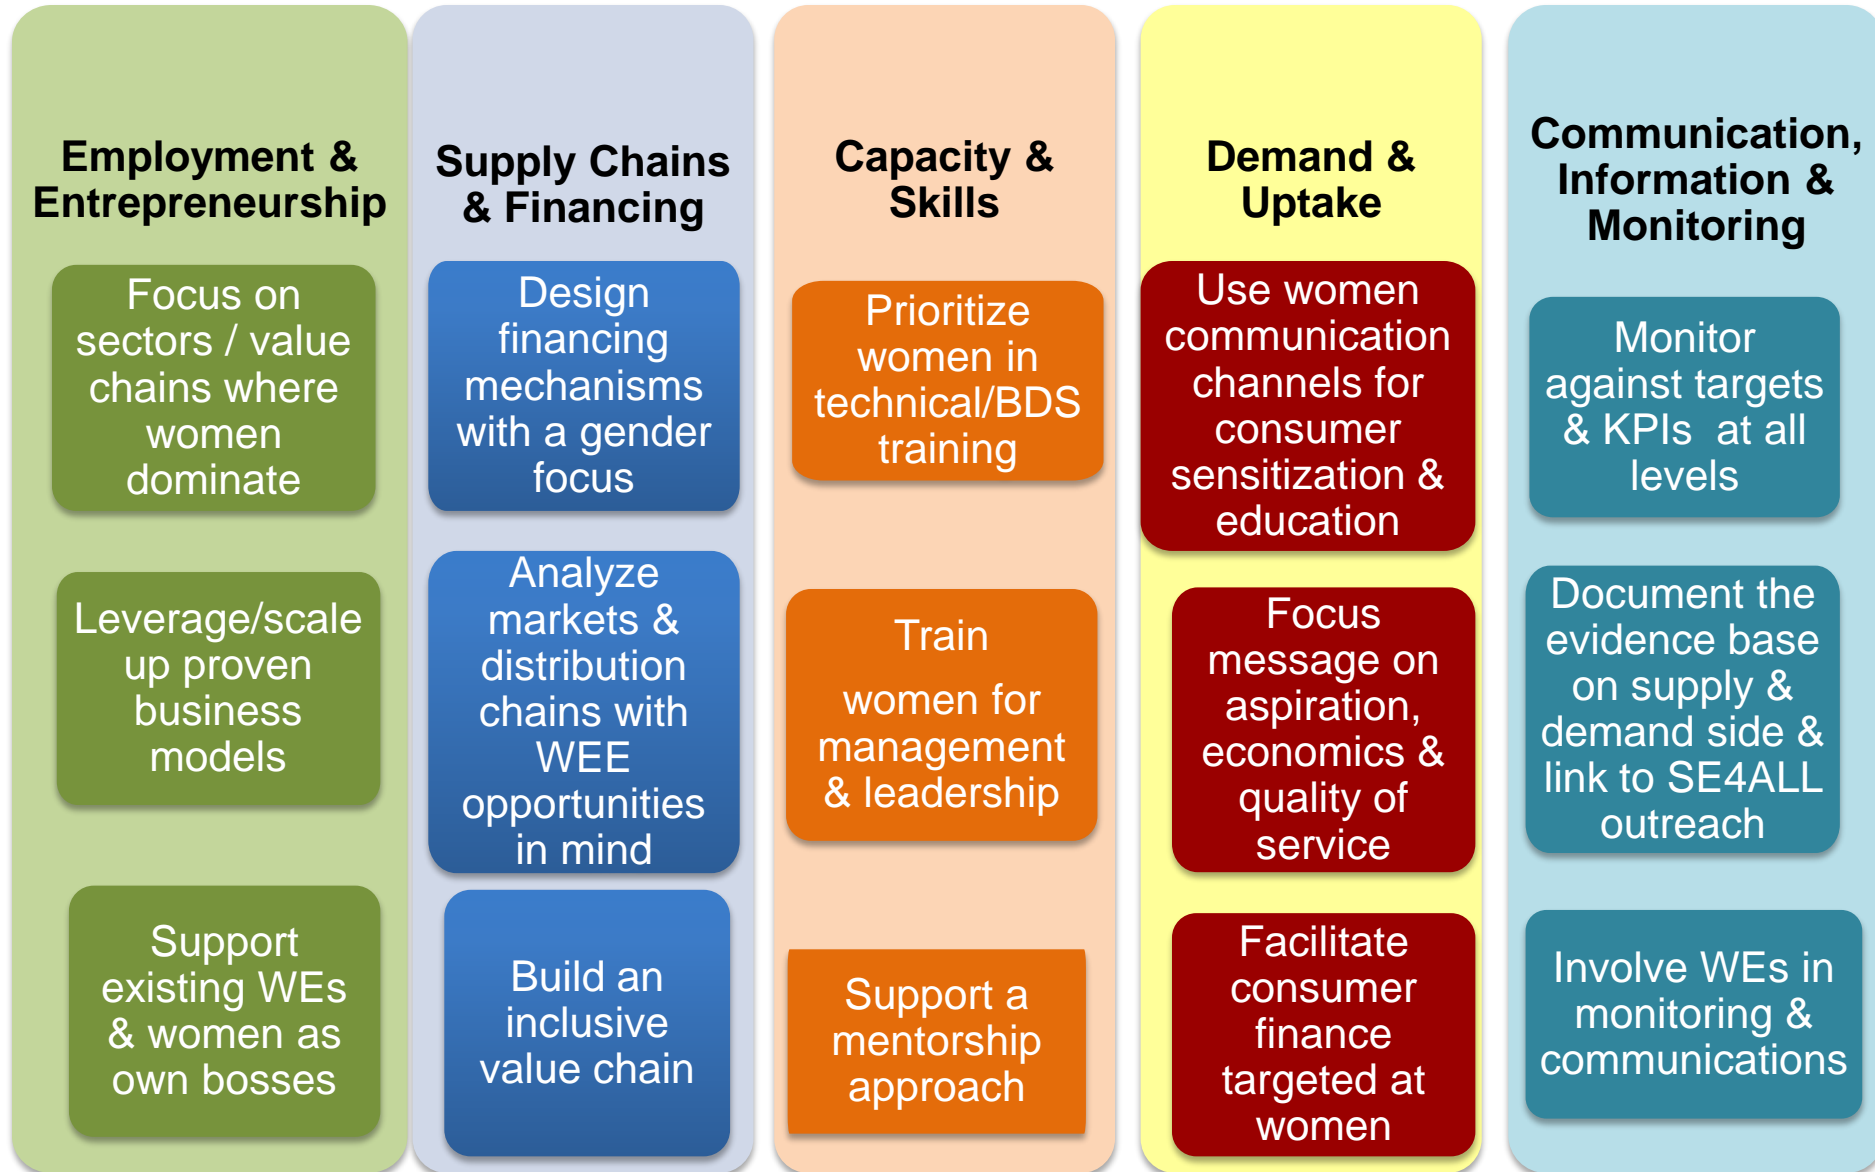 Employment &
Entrepreneurship
Focus on
sectors / value
chains where
women
dominate
Leverage/scale
up proven
business
models
Support
existing WEs
& women as
own bosses
Supply Chains
& Financing
Design
financing
mechanisms
with a gender
focus
Analyze
markets &
distribution
chains with
WEE
opportunities
in mind
Build an
inclusive
value chain
Capacity &
Skills
Prioritize
women in
technical/BDS
training
Train
women for
management
& leadership
Support a
mentorship
approach
Demand &
Uptake
Use women
communication
channels for
consumer
sensitization &
education
Focus
message on
aspiration,
economics &
quality of
service
Facilitate
consumer
finance
targeted at
women
Communication,
Information &
Monitoring
Monitor
against targets
& KPIs at all
levels
Document the
evidence base
on supply &
demand side &
link to SE4ALL
outreach
Involve WEs in
monitoring &
communications